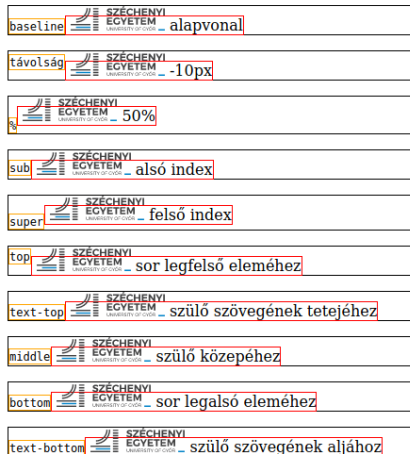 baseline SZÉCHENYI EGYETEM UNIVERSITY OF GYŐR _ alapvonal
távolság SZÉCHENYI EGYETEM UNIVERSITY OF GYŐR _ -10px
% SZÉCHENYI EGYETEM UNIVERSITY OF GYŐR _ 50%
sub SZÉCHENYI EGYETEM UNIVERSITY OF GYŐR _ alsó index
super SZÉCHENYI EGYETEM UNIVERSITY OF GYŐR _ felső index
top SZÉCHENYI EGYETEM UNIVERSITY OF GYŐR _ sor legfelső eleméhez
text-top SZÉCHENYI EGYETEM UNIVERSITY OF GYŐR _ szülő szövegének tetejéhez
middle SZÉCHENYI EGYETEM UNIVERSITY OF GYŐR _ szülő közepéhez
bottom SZÉCHENYI EGYETEM UNIVERSITY OF GYŐR _ sor legalsó eleméhez
text-bottom SZÉCHENYI EGYETEM UNIVERSITY OF GYŐR _ szülő szövegének aljához